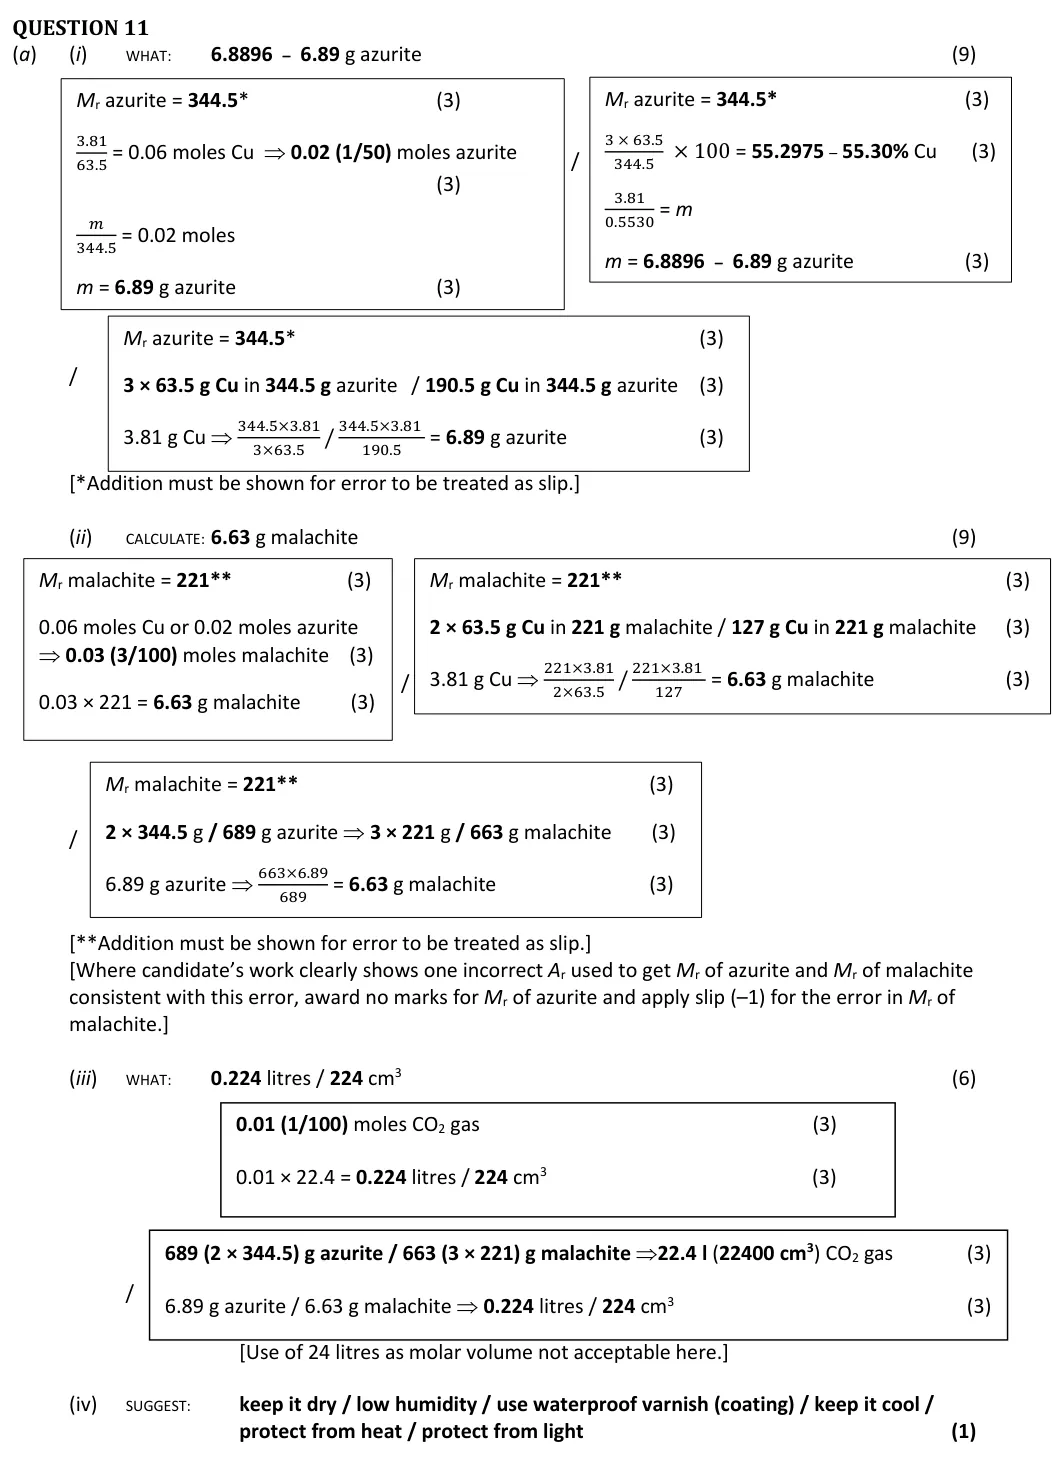 QUESTION 11
(a) (i) WHAT: 6.8896 – 6.89 g azurite (9)
Mr azurite = 344.5* (3)
3.81/63.5 = 0.06 moles Cu ⇒ 0.02 (1/50) moles azurite
(3)
m/344.5 = 0.02 moles
m = 6.89 g azurite (3)
/
Mr azurite = 344.5* (3)
3 × 63.5/344.5 × 100 = 55.2975 – 55.30% Cu (3)
3.81/0.5530 = m
m = 6.8896 – 6.89 g azurite (3)
/
Mr azurite = 344.5* (3)
3 × 63.5 g Cu in 344.5 g azurite / 190.5 g Cu in 344.5 g azurite (3)
3.81 g Cu ⇒ 344.5×3.81/3×63.5 / 344.5×3.81/190.5 = 6.89 g azurite (3)
[*Addition must be shown for error to be treated as slip.]
(ii) CALCULATE: 6.63 g malachite (9)
Mr malachite = 221** (3)
0.06 moles Cu or 0.02 moles azurite
⇒ 0.03 (3/100) moles malachite (3)
0.03 × 221 = 6.63 g malachite (3)
/
Mr malachite = 221** (3)
2 × 63.5 g Cu in 221 g malachite / 127 g Cu in 221 g malachite (3)
3.81 g Cu ⇒ 221×3.81/2×63.5 / 221×3.81/127 = 6.63 g malachite (3)
/
Mr malachite = 221** (3)
2 × 344.5 g / 689 g azurite ⇒ 3 × 221 g / 663 g malachite (3)
6.89 g azurite ⇒ 663×6.89/689 = 6.63 g malachite (3)
[**Addition must be shown for error to be treated as slip.]
[Where candidate’s work clearly shows one incorrect Ar used to get Mr of azurite and Mr of malachite
consistent with this error, award no marks for Mr of azurite and apply slip (–1) for the error in Mr of
malachite.]
(iii) WHAT: 0.224 litres / 224 cm³ (6)
0.01 (1/100) moles CO₂ gas (3)
0.01 × 22.4 = 0.224 litres / 224 cm³ (3)
/
689 (2 × 344.5) g azurite / 663 (3 × 221) g malachite ⇒22.4 l (22400 cm³) CO₂ gas (3)
6.89 g azurite / 6.63 g malachite ⇒ 0.224 litres / 224 cm³ (3)
[Use of 24 litres as molar volume not acceptable here.]
(iv) SUGGEST: keep it dry / low humidity / use waterproof varnish (coating) / keep it cool /
protect from heat / protect from light (1)